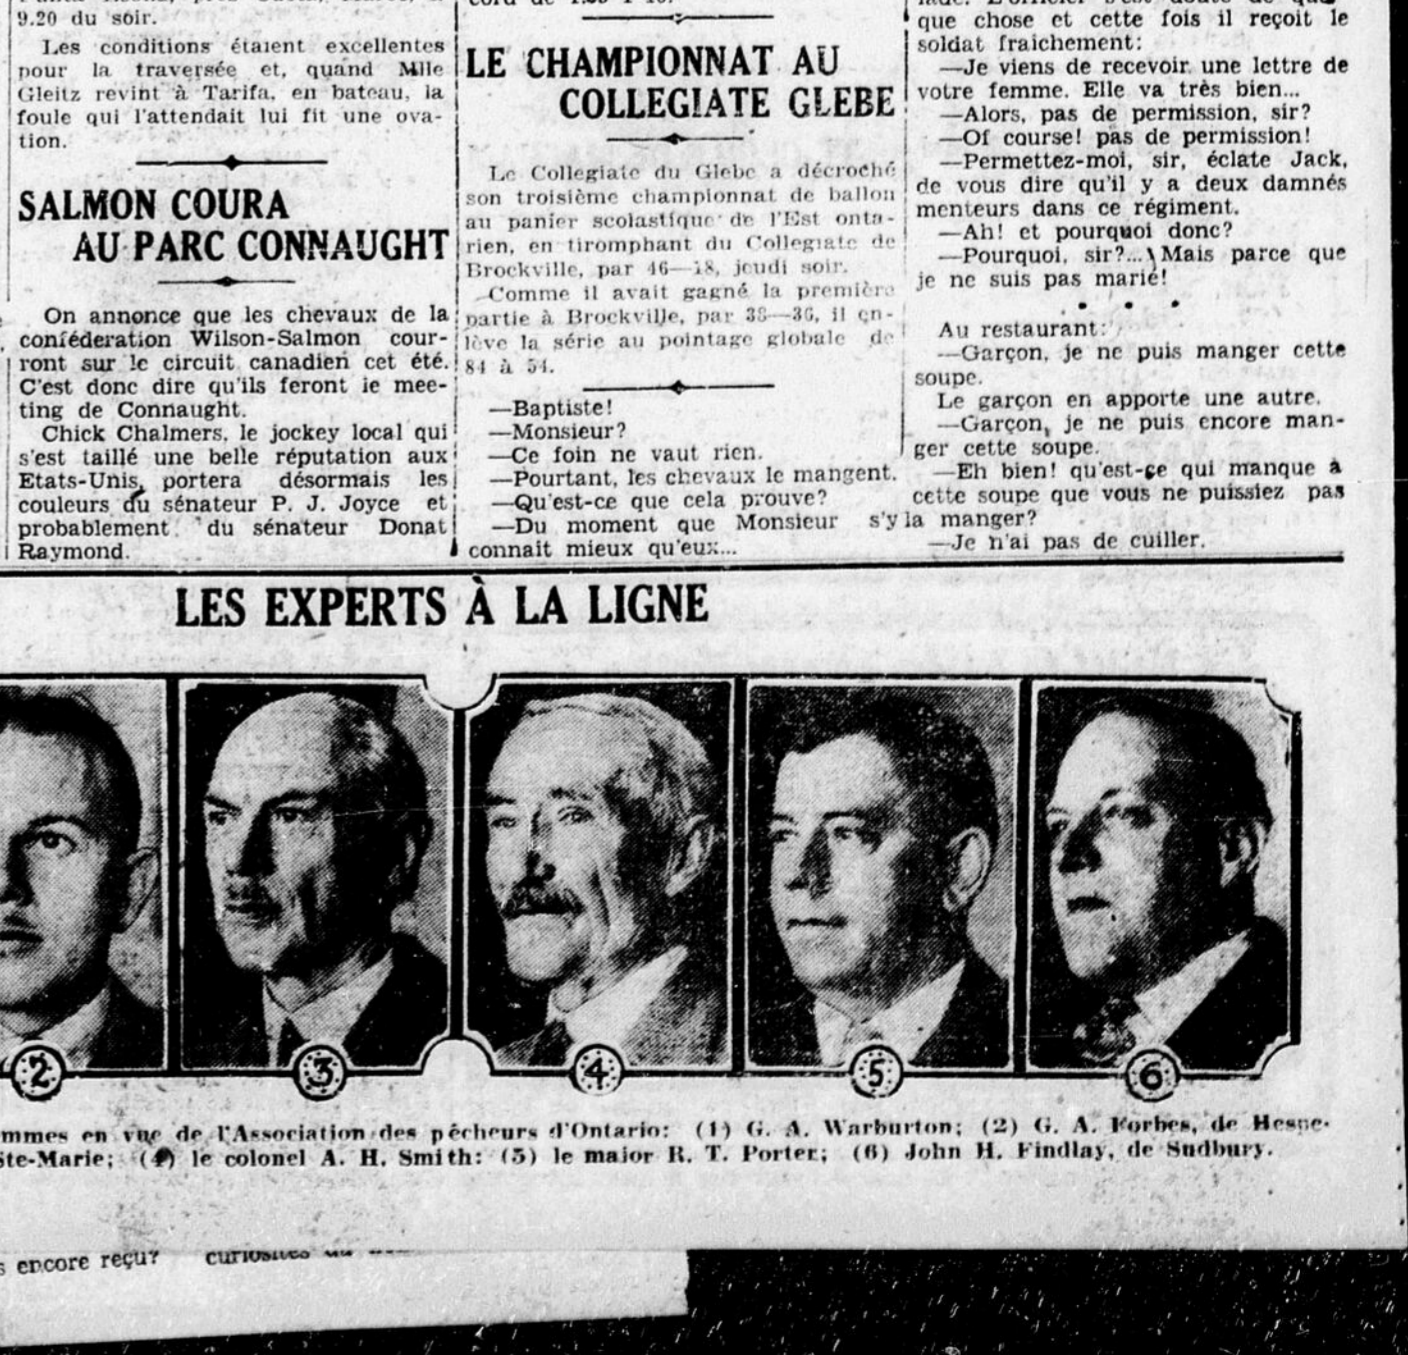 9.20 du soir.
Les conditions étaient excellentes
pour la traversée et, quand Mlle
Gleitz revint à Tarifa, en bateau, la
foule qui l'attendait lui fit une ova-
tion.
SALMON COURA
AU PARC CONNAUGHT
On annonce que les chevaux de la
conféderation Wilson-Salmon cour-
ront sur le circuit canadien cet été.
C'est donc dire qu'ils feront le mee-
ting de Connaught.
Chick Chalmers, le jockey local qui
s'est taillé une belle réputation aux
Etats-Unis, portera désormais les
couleurs du sénateur P. J. Joyce et
probablement du sénateur Donat
Raymond.
LE CHAMPIONNAT AU
COLLEGIATE GLEBE
Le Collegiate du Glebe a décroché
son troisième championnat de ballon
au panier scolastique de l'Est onta-
rien, en tiromphant du Collegiate de
Brockville, par 46—18, jeudi soir.
Comme il avait gagné la première
partie à Brockville, par 38—36, il en-
lève la série au pointage globale de
84 à 54.
—Baptiste!
—Monsieur?
—Ce foin ne vaut rien.
—Pourtant, les chevaux le mangent.
—Qu'est-ce que cela prouve?
—Du moment que Monsieur s'y
connait mieux qu'eux...
que chose et cette fois il reçoit le
soldat fraichement:
—Je viens de recevoir une lettre de
votre femme. Elle va très bien...
—Alors, pas de permission, sir?
—Of course! pas de permission!
—Permettez-moi, sir, éclate Jack,
de vous dire qu'il y a deux damnés
menteurs dans ce régiment.
—Ah! et pourquoi donc?
—Pourquoi, sir?... Mais parce que
je ne suis pas marié!
• • •
Au restaurant:
—Garçon, je ne puis manger cette
soupe.
Le garçon en apporte une autre.
—Garçon, je ne puis encore man-
ger cette soupe.
—Eh bien! qu'est-ce qui manque à
cette soupe que vous ne puissiez pas
la manger?
—Je n'ai pas de cuiller.
LES EXPERTS À LA LIGNE
2 3 4 5 6
mmes en vue de l'Association des pêcheurs d'Ontario: (1) G. A. Warburton; (2) G. A. Forbes, de Hespe-
Ste-Marie; (4) le colonel A. H. Smith: (5) le major R. T. Porter; (6) John H. Findlay, de Sudbury.
s encore reçu? curiosités